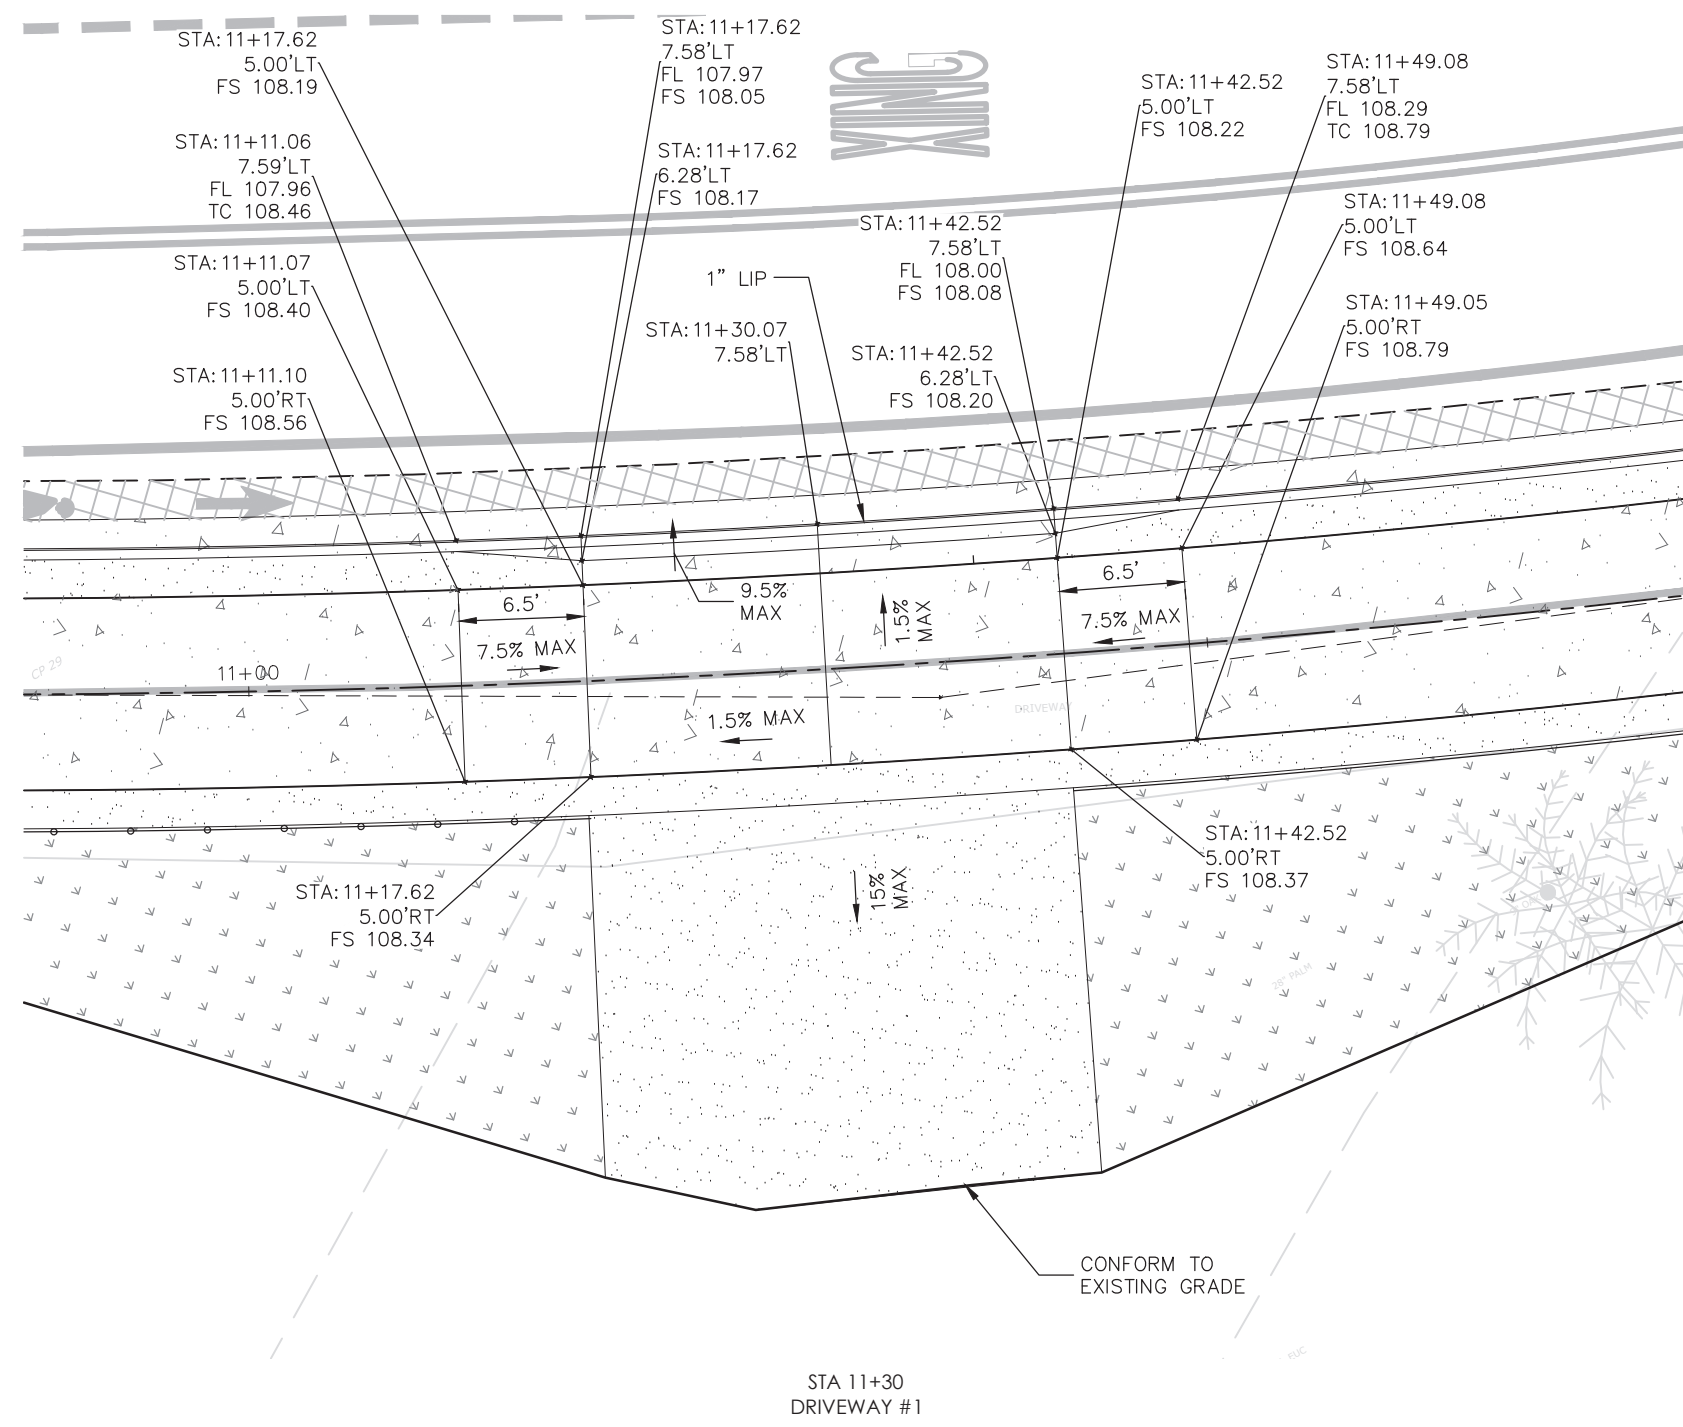 STA:11+17.62
5.00'LT
FS 108.19
STA:11+17.62
7.58'LT
FL 107.97
FS 108.05
XING
STA:11+42.52
5.00'LT
FS 108.22
STA:11+49.08
7.58'LT
FL 108.29
TC 108.79
STA:11+11.06
7.59'LT
FL 107.96
TC 108.46
STA:11+17.62
6.28'LT
FS 108.17
STA:11+49.08
5.00'LT
FS 108.64
STA:11+42.52
7.58'LT
FL 108.00
FS 108.08
STA:11+11.07
5.00'LT
FS 108.40
1” LIP
STA:11+49.05
5.00'RT
FS 108.79
STA:11+30.07
7.58'LT
STA:11+42.52
6.28'LT
FS 108.20
STA:11+11.10
5.00'RT
FS 108.56
6.5'
7.5% MAX
9.5%
MAX
1.5%
MAX
6.5'
7.5% MAX
CP 29
11+00
DRIVEWAY
1.5% MAX
STA:11+42.52
5.00'RT
FS 108.37
15%
MAX
STA:11+17.62
5.00'RT
FS 108.34
28" PALM
CONFORM TO
EXISTING GRADE
EUC
STA 11+30
DRIVEWAY #1